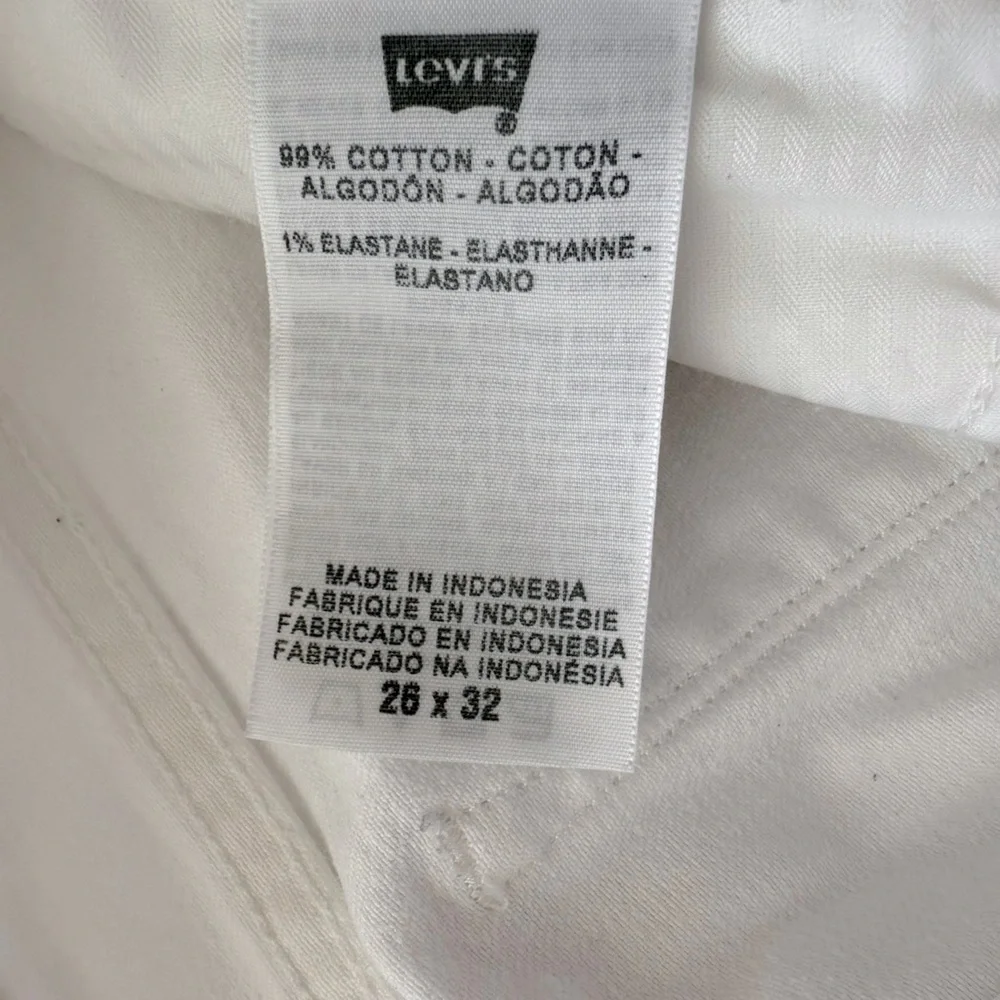 LEVI'S
®
99% COTTON - COTON -
ALGODÓN - ALGODÃO
1% ELASTANE - ELASTHANNE -
ELASTANO
MADE IN INDONESIA
FABRIQUE EN INDONESIE
FABRICADO EN INDONESIA
FABRICADO NA INDONÉSIA
26 x 32